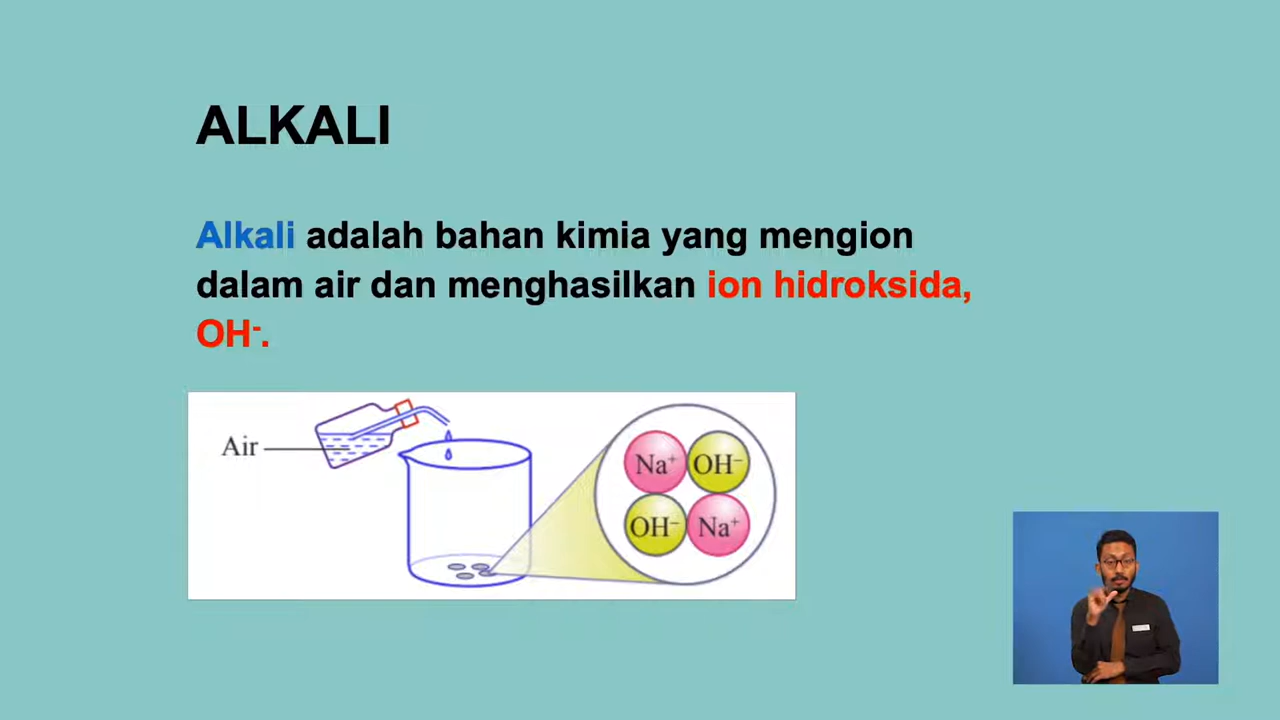 ALKALI
Alkali adalah bahan kimia yang mengion
dalam air dan menghasilkan ion hidroksida,
OH⁻.
Air
Na⁺ OH⁻
OH⁻ Na⁺